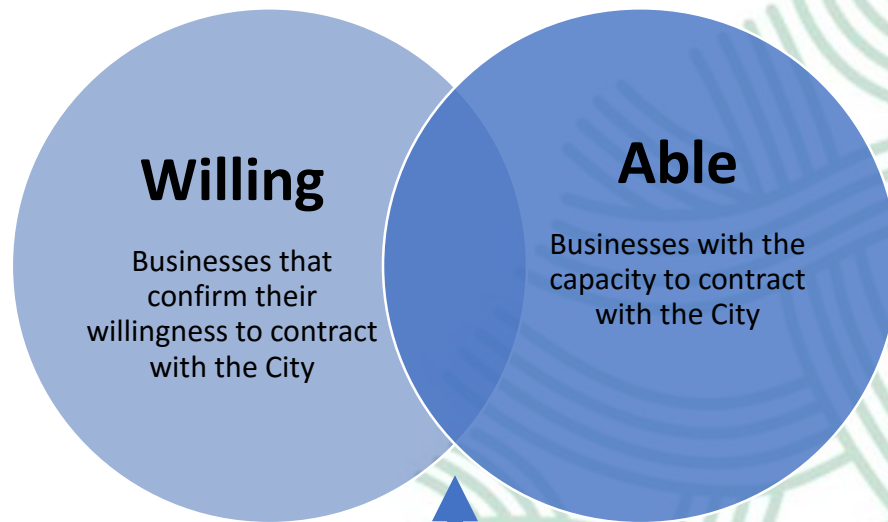 Willing
Businesses that
confirm their
willingness to contract
with the City
Able
Businesses with the
capacity to contract
with the City